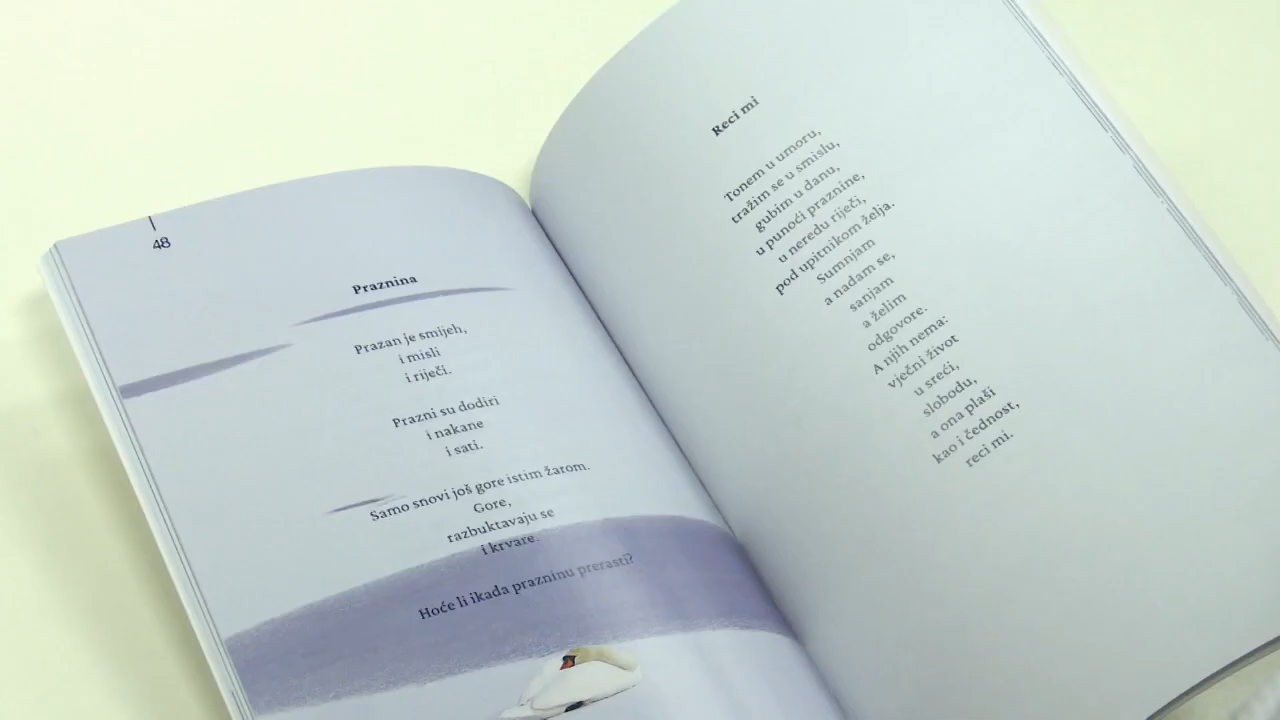 48
Praznina
Prazan je smijeh,
i misli
i riječi.
Prazni su dodiri
i nakane
i sati.
Samo snovi još gore istim žarom.
Gore,
razbuktavaju se
i krvare.
Hoće li ikada prazninu prerasti?
Reci mi
Tonem u umoru,
tražim se u smislu,
gubim u danu,
u punoći praznine,
u neredu riječi,
pod upitnikom želja.
Sumnjam
a nadam se,
sanjam
a želim
odgovore.
A njih nema:
vječni život
u sreći,
slobodu,
a ona plaši
kao i čednost,
reci mi.